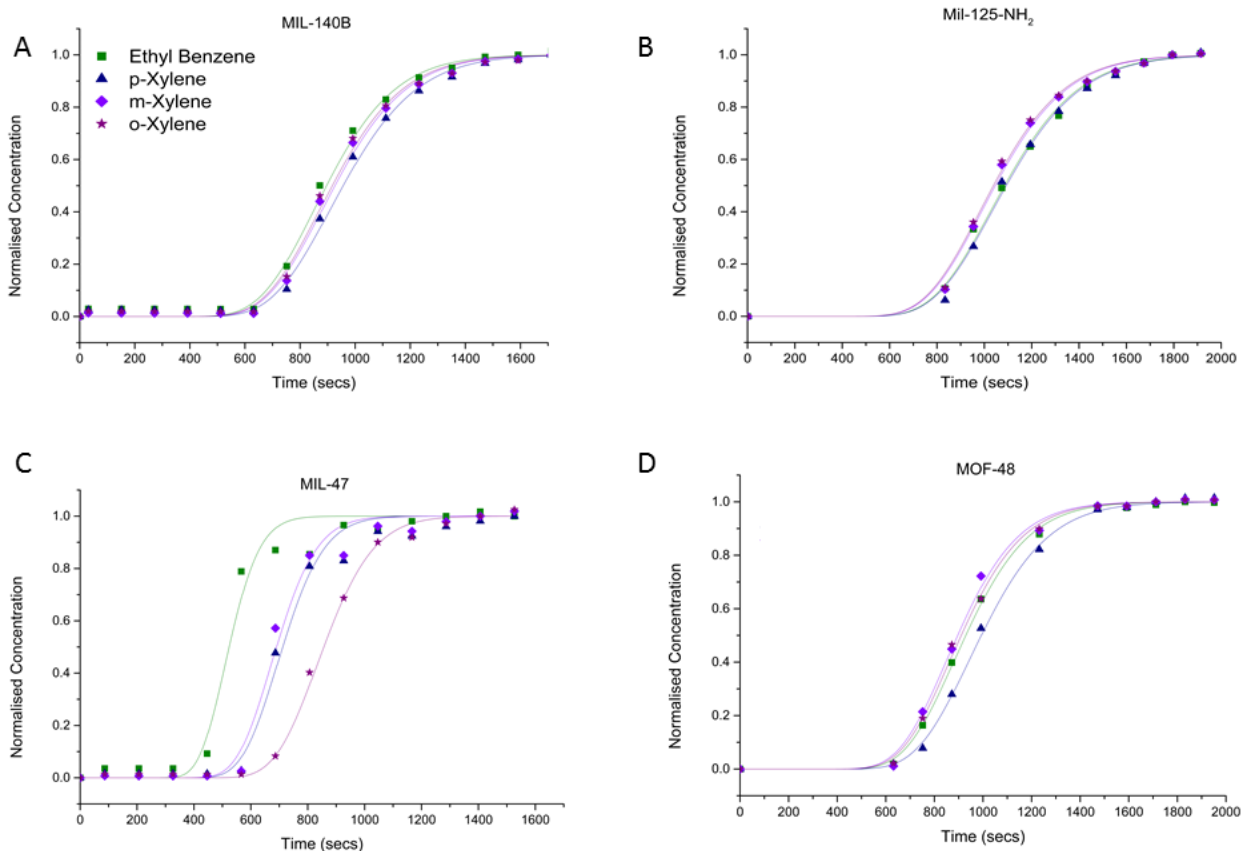 A
MIL-140B
Ethyl Benzene
p-Xylene
m-Xylene
o-Xylene
Normalised Concentration
1.0
0.8
0.6
0.4
0.2
0.0
0 200 400 600 800 1000 1200 1400 1600
Time (secs)
B
Mil-125-NH₂
Normalised Concentration
1.0
0.8
0.6
0.4
0.2
0.0
0 200 400 600 800 1000 1200 1400 1600 1800 2000
Time (secs)
C
MIL-47
Normalised Concentration
1.0
0.8
0.6
0.4
0.2
0.0
0 200 400 600 800 1000 1200 1400 1600
Time (secs)
D
MOF-48
Normalised Concentration
1.0
0.8
0.6
0.4
0.2
0.0
0 200 400 600 800 1000 1200 1400 1600 1800 2000
Time (secs)